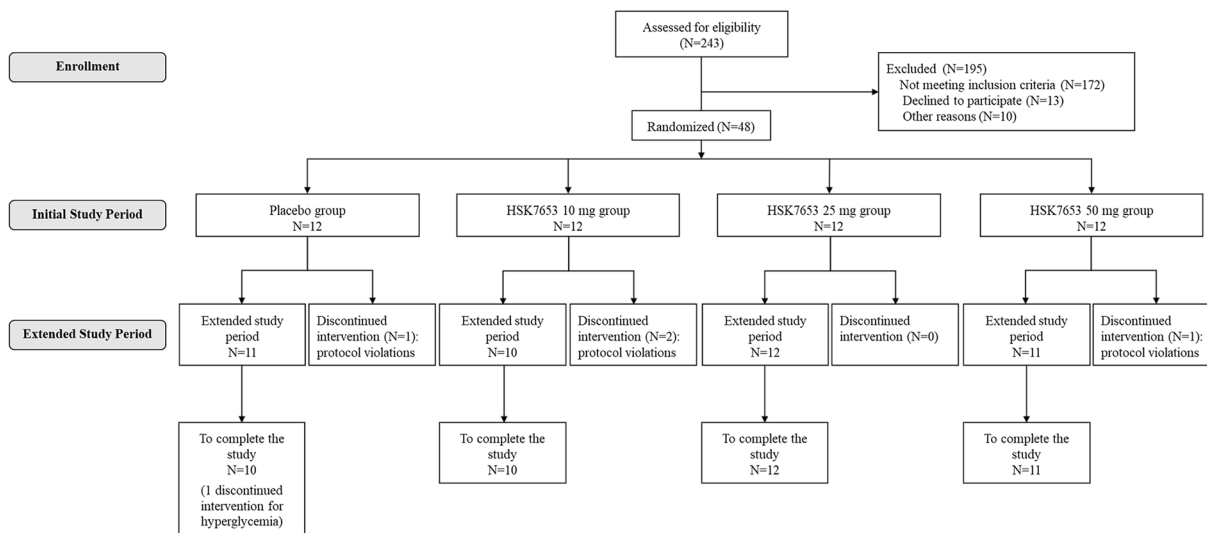 Assessed for eligibility
(N=243)
Enrollment
Excluded (N=195)
Not meeting inclusion criteria (N=172)
Declined to participate (N=13)
Other reasons (N=10)
Randomized (N=48)
Initial Study Period
Placebo group
N=12
HSK7653 10 mg group
N=12
HSK7653 25 mg group
N=12
HSK7653 50 mg group
N=12
Extended Study Period
Extended study
period
N=11
Discontinued
intervention (N=1):
protocol violations
Extended study
period
N=10
Discontinued
intervention (N=2):
protocol violations
Extended study
period
N=12
Discontinued
intervention (N=0)
Extended study
period
N=11
Discontinued
intervention (N=1):
protocol violations
To complete the
study
N=10
(1 discontinued
intervention for
hyperglycemia)
To complete the
study
N=10
To complete the
study
N=12
To complete the
study
N=11